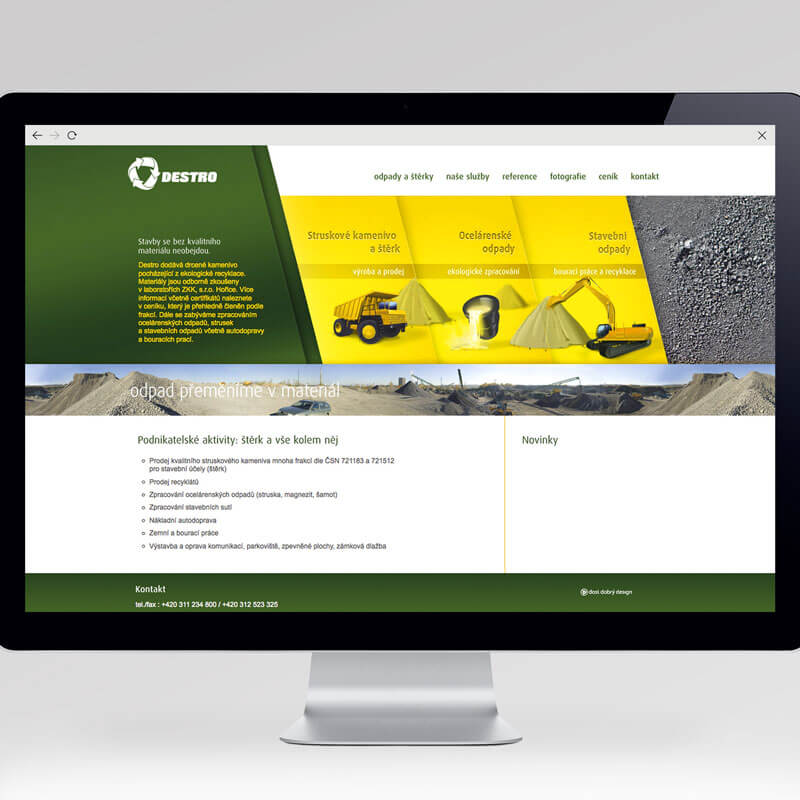 DESTRO
odpady a štěrky naše služby reference fotografie ceník kontakt
Stavby se bez kvalitního
materiálu neobejdou.
Destro dodává drcené kamenivo
pocházející z ekologické recyklace.
Materiály jsou odborně zkoušeny
v laboratořích ZKK, s.r.o. Hořice. Více
informací včetně certifikátů naleznete
v ceníku, který je přehledně členěn podle
frakcí. Dále se zabýváme zpracováním
ocelárenských odpadů, strusek
a stavebních odpadů včetně autodopravy
a bouracích prací.
Struskové kamenivo
a štěrk
výroba a prodej
Ocelárenské
odpady
ekologické zpracování
Stavební
odpady
bourací práce a recyklace
odpad přeměníme v materiál
Podnikatelské aktivity: štěrk a vše kolem něj
Prodej kvalitního struskového kameniva mnoha frakcí dle ČSN 721183 a 721512
pro stavební účely (štěrk)
Prodej recyklátů
Zpracování ocelárenských odpadů (struska, magnezit, šamot)
Zpracování stavebních sutí
Nákladní autodoprava
Zemní a bourací práce
Výstavba a oprava komunikací, parkoviště, zpevněné plochy, zámková dlažba
Novinky
Kontakt
tel./fax : +420 311 234 800 / +420 312 523 325
dost dobrý design